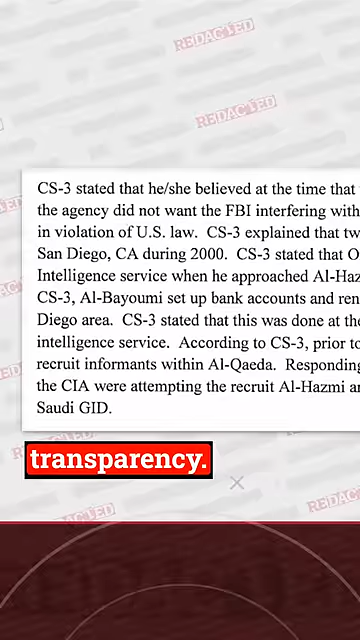 REDACTED
REDACTED
CS-3 stated that he/she believed at the time that
the agency did not want the FBI interfering with
in violation of U.S. law. CS-3 explained that tw
San Diego, CA during 2000. CS-3 stated that O
Intelligence service when he approached Al-Haz
CS-3, Al-Bayoumi set up bank accounts and ren
Diego area. CS-3 stated that this was done at the
intelligence service. According to CS-3, prior to
recruit informants within Al-Qaeda. Responding
the CIA were attempting the recruit Al-Hazmi an
Saudi GID.
transparency.
REDACTED
REDACTED